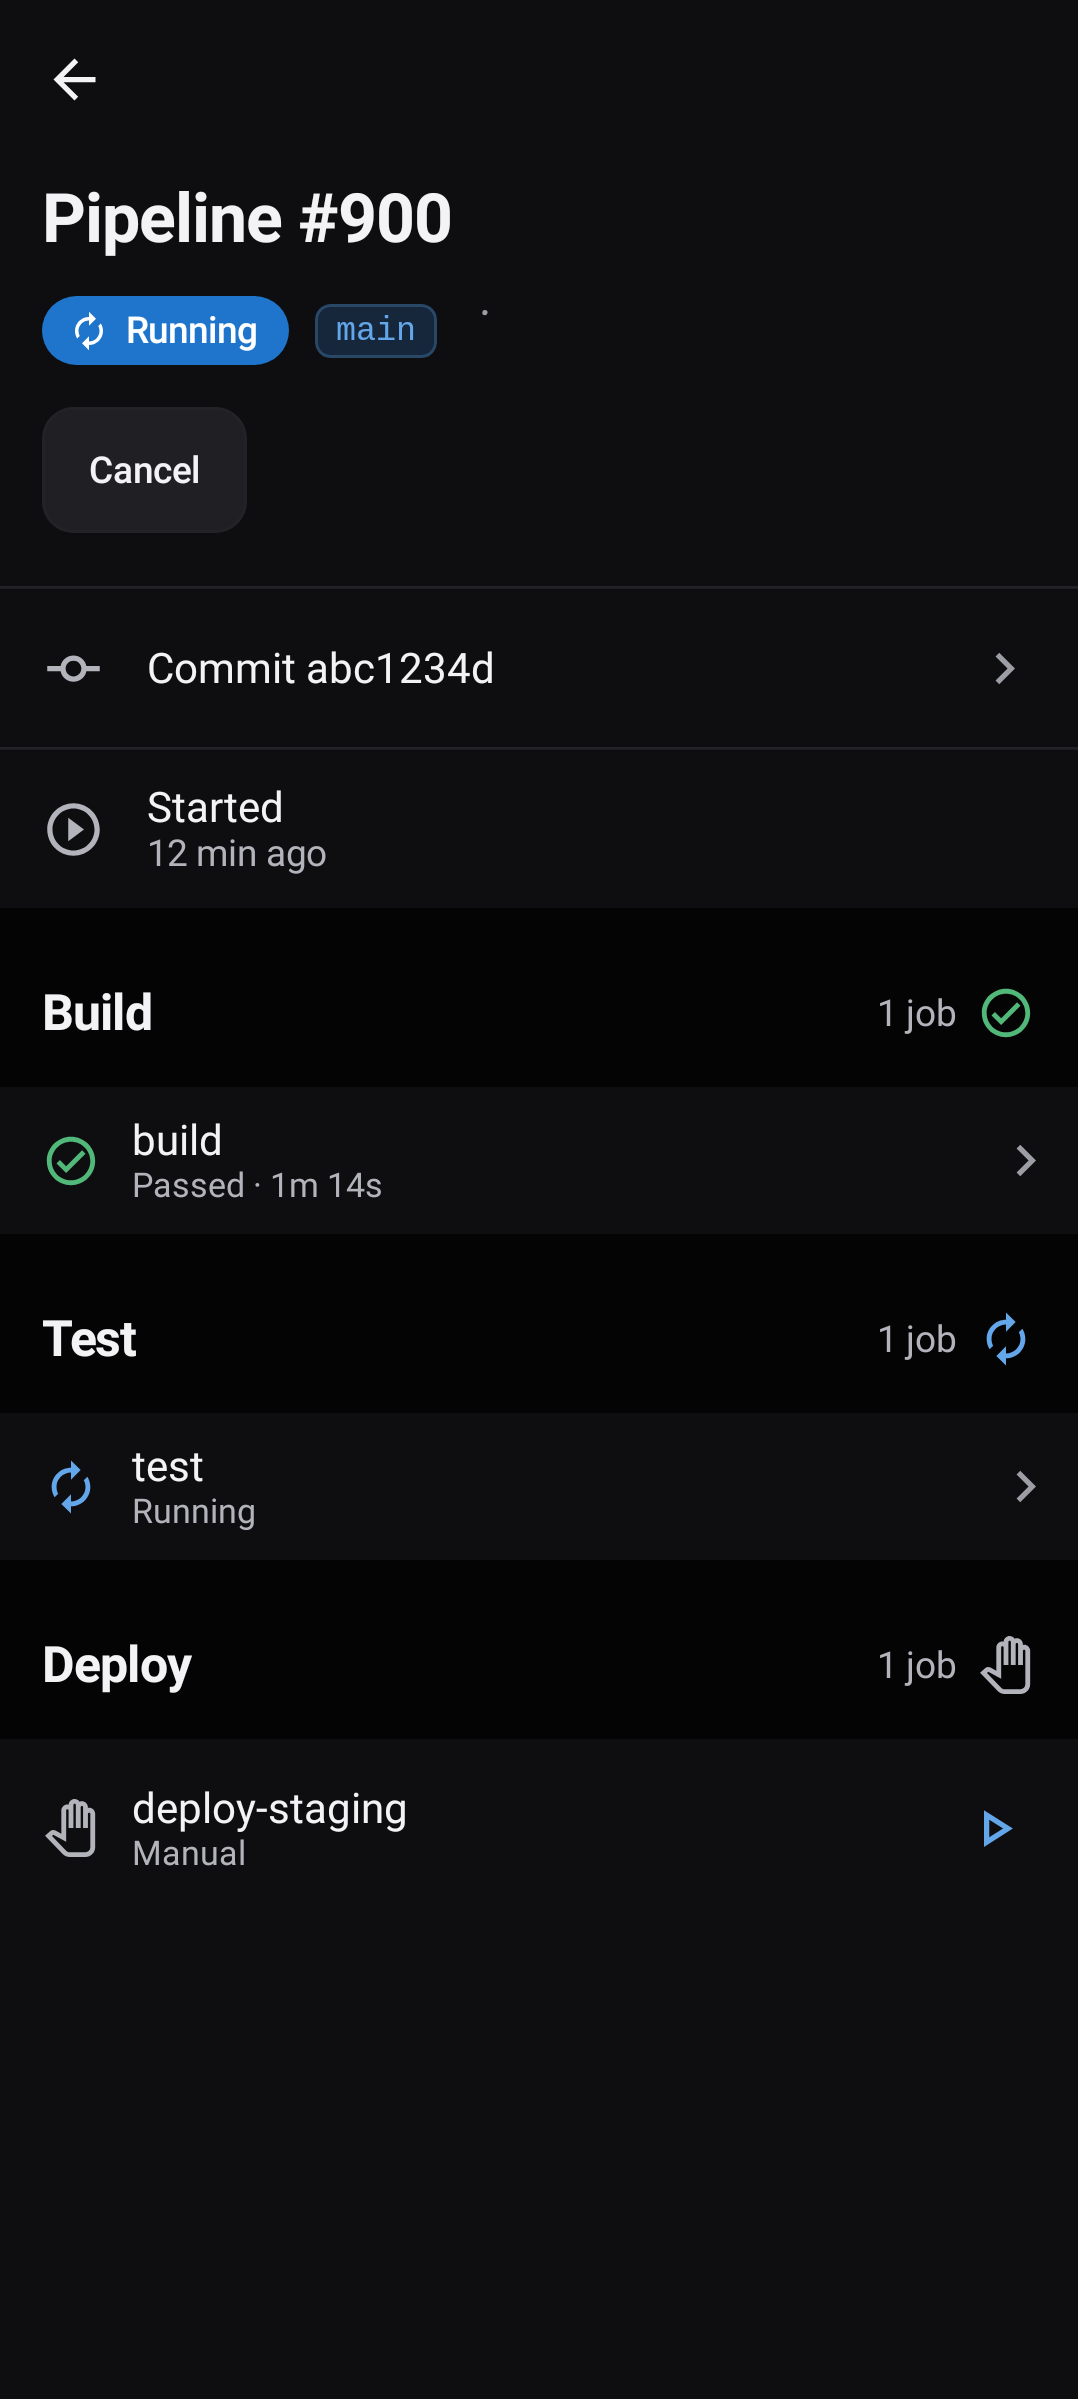 Pipeline #900
Running main ·
Cancel
Commit abc1234d
Started
12 min ago
Build 1 job
build
Passed · 1m 14s
Test 1 job
test
Running
Deploy 1 job
deploy-staging
Manual